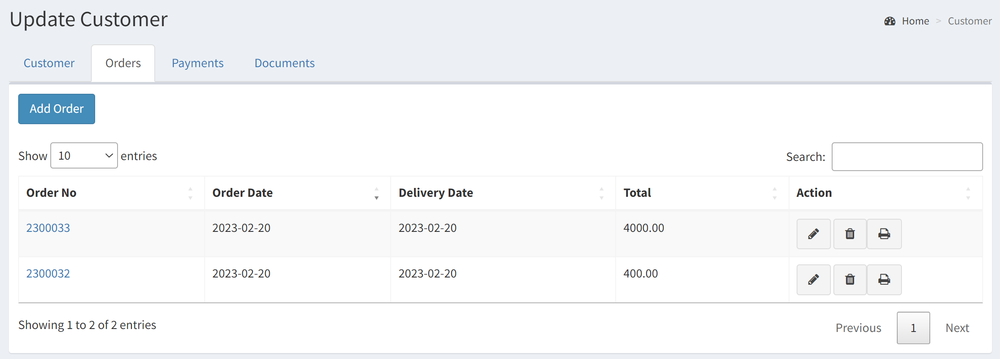 Update Customer
Home > Customer
Customer Orders Payments Documents
Add Order
Show 10 entries Search:
Order No Order Date Delivery Date Total Action
2300033 2023-02-20 2023-02-20 4000.00
2300032 2023-02-20 2023-02-20 400.00
Showing 1 to 2 of 2 entries
Previous 1 Next